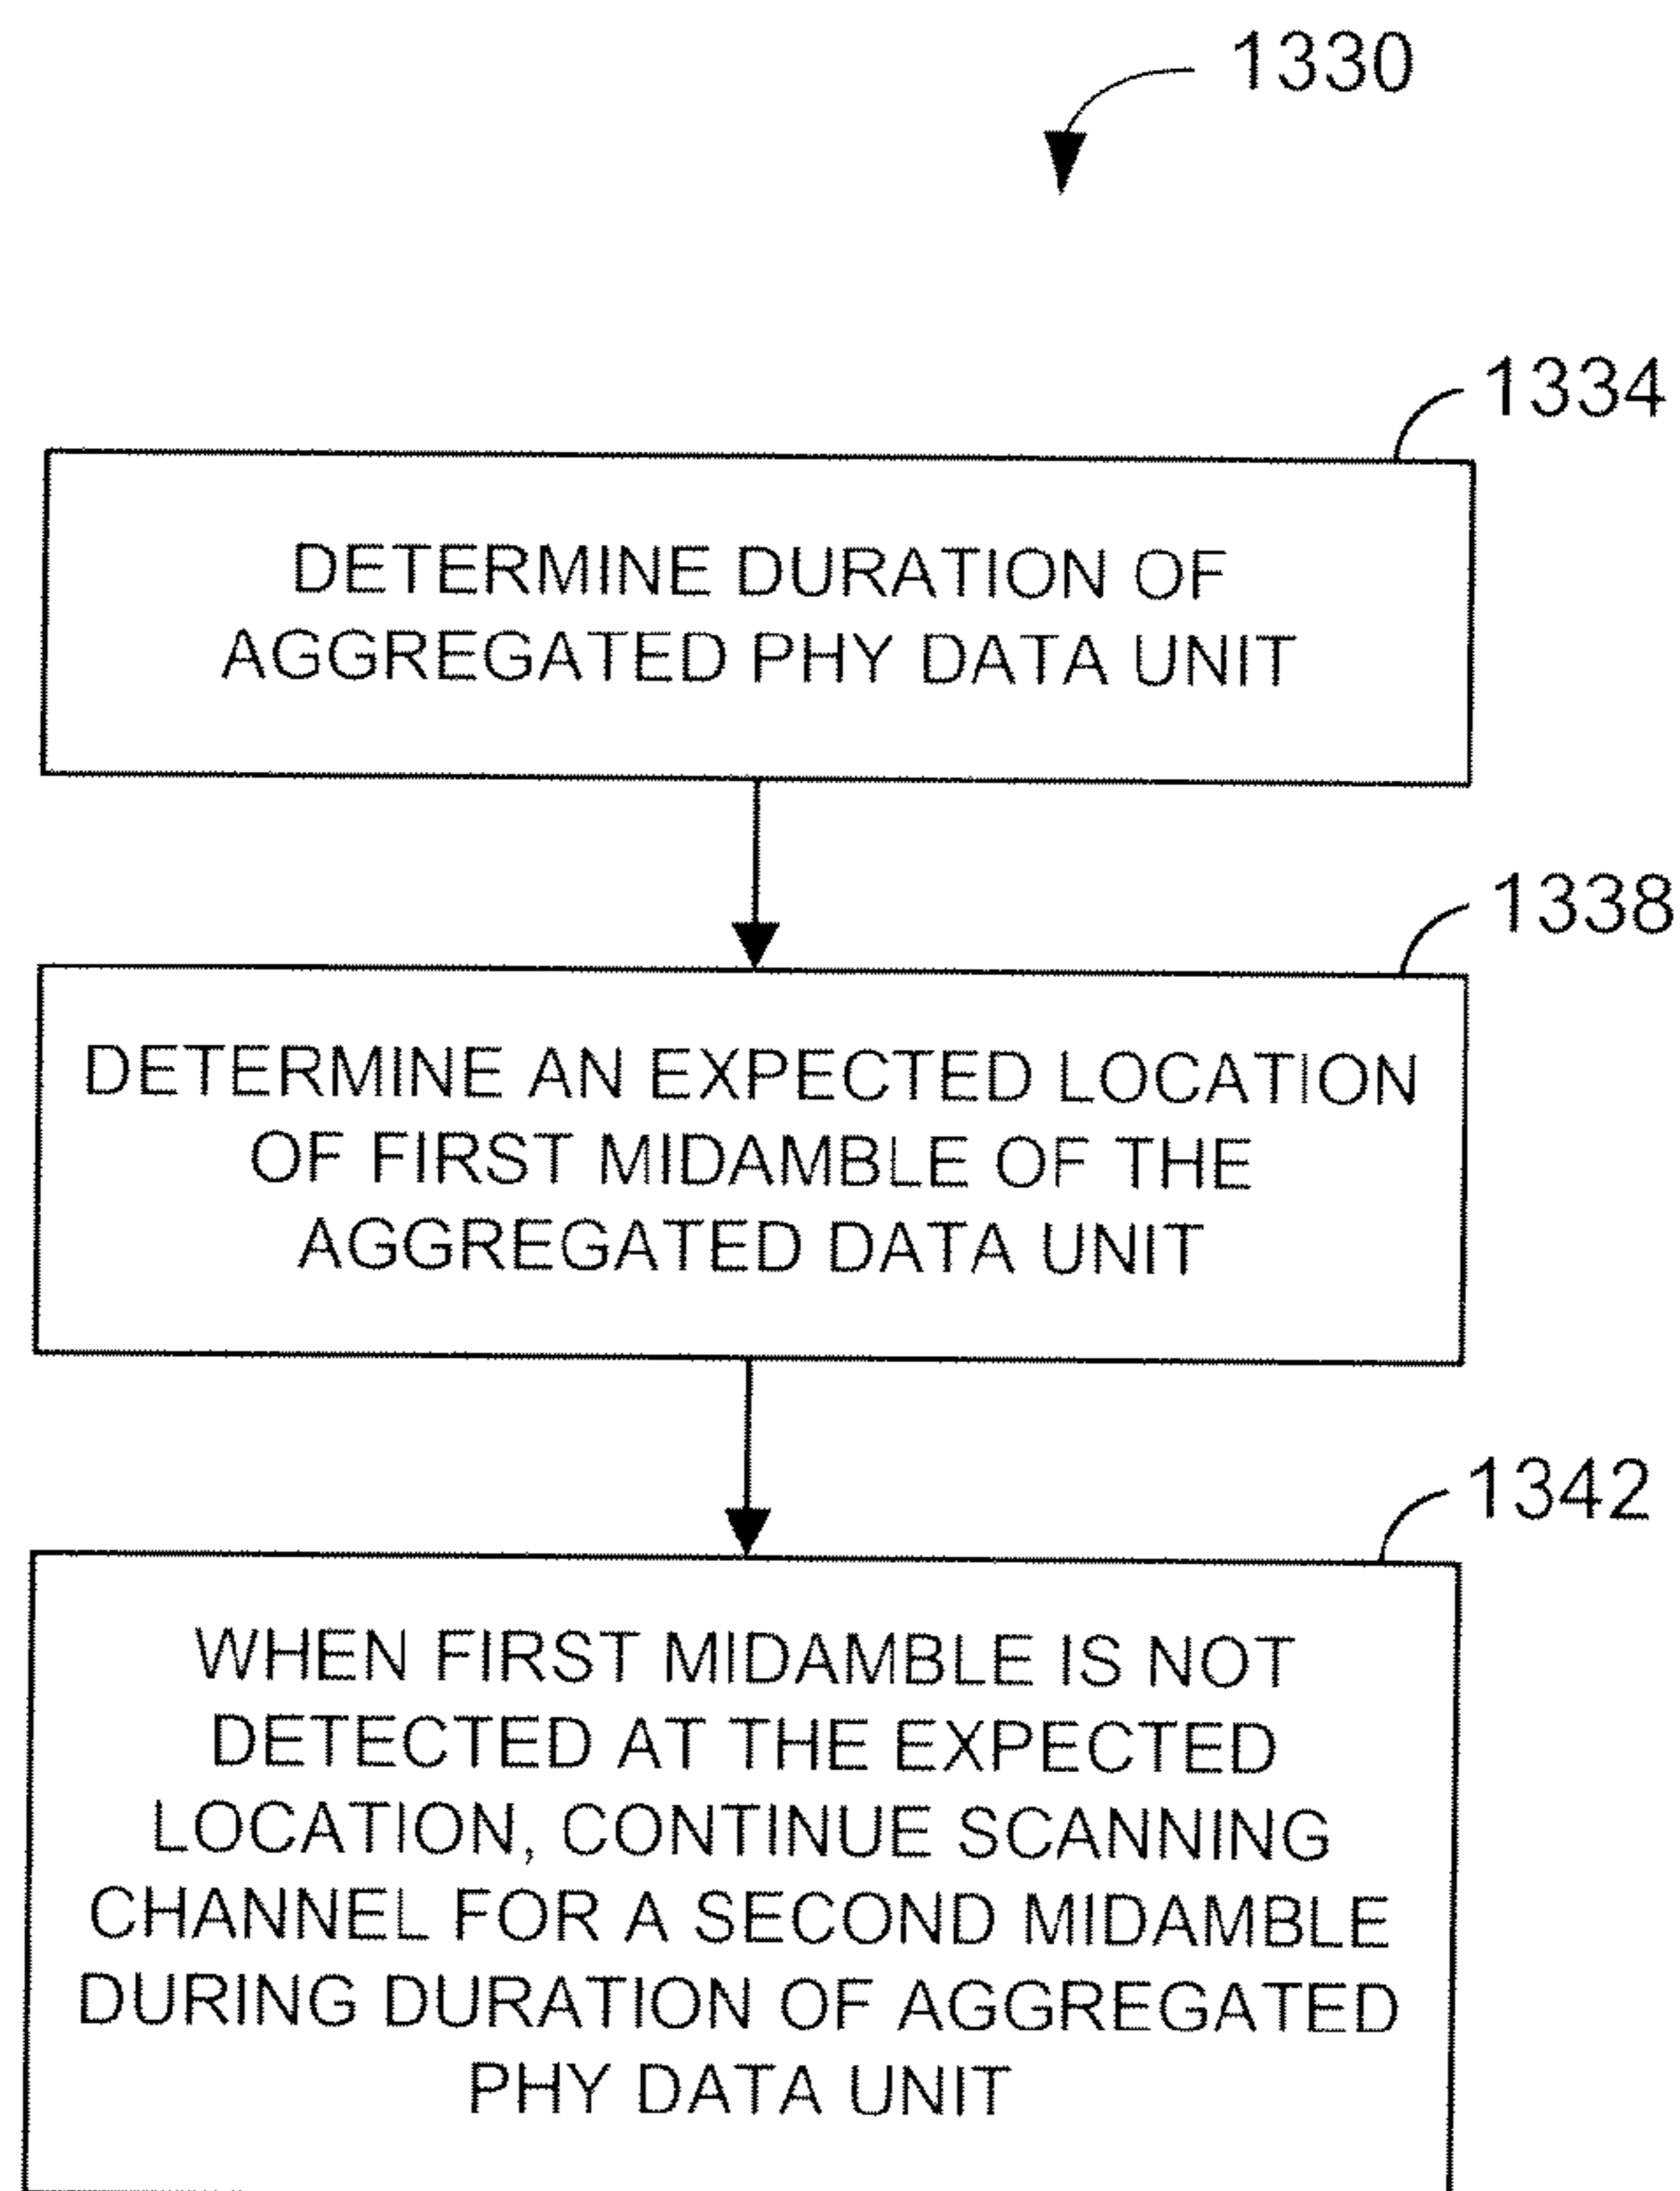 1330
1334
DETERMINE DURATION OF
AGGREGATED PHY DATA UNIT
1338
DETERMINE AN EXPECTED LOCATION
OF FIRST MIDAMBLE OF THE
AGGREGATED DATA UNIT
1342
WHEN FIRST MIDAMBLE IS NOT
DETECTED AT THE EXPECTED
LOCATION, CONTINUE SCANNING
CHANNEL FOR A SECOND MIDAMBLE
DURING DURATION OF AGGREGATED
PHY DATA UNIT